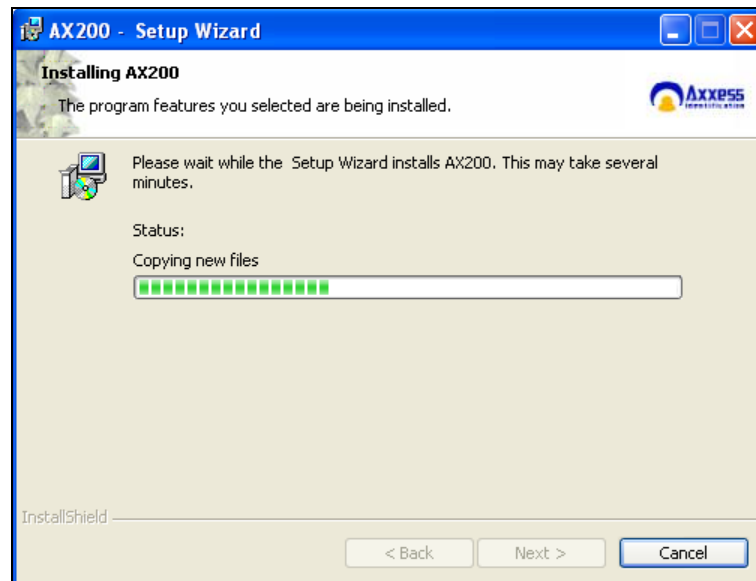 AX200 - Setup Wizard
Installing AX200
The program features you selected are being installed.
Axxess
Identification
Please wait while the Setup Wizard installs AX200. This may take several
minutes.
Status:
Copying new files
InstallShield
< Back
Next >
Cancel